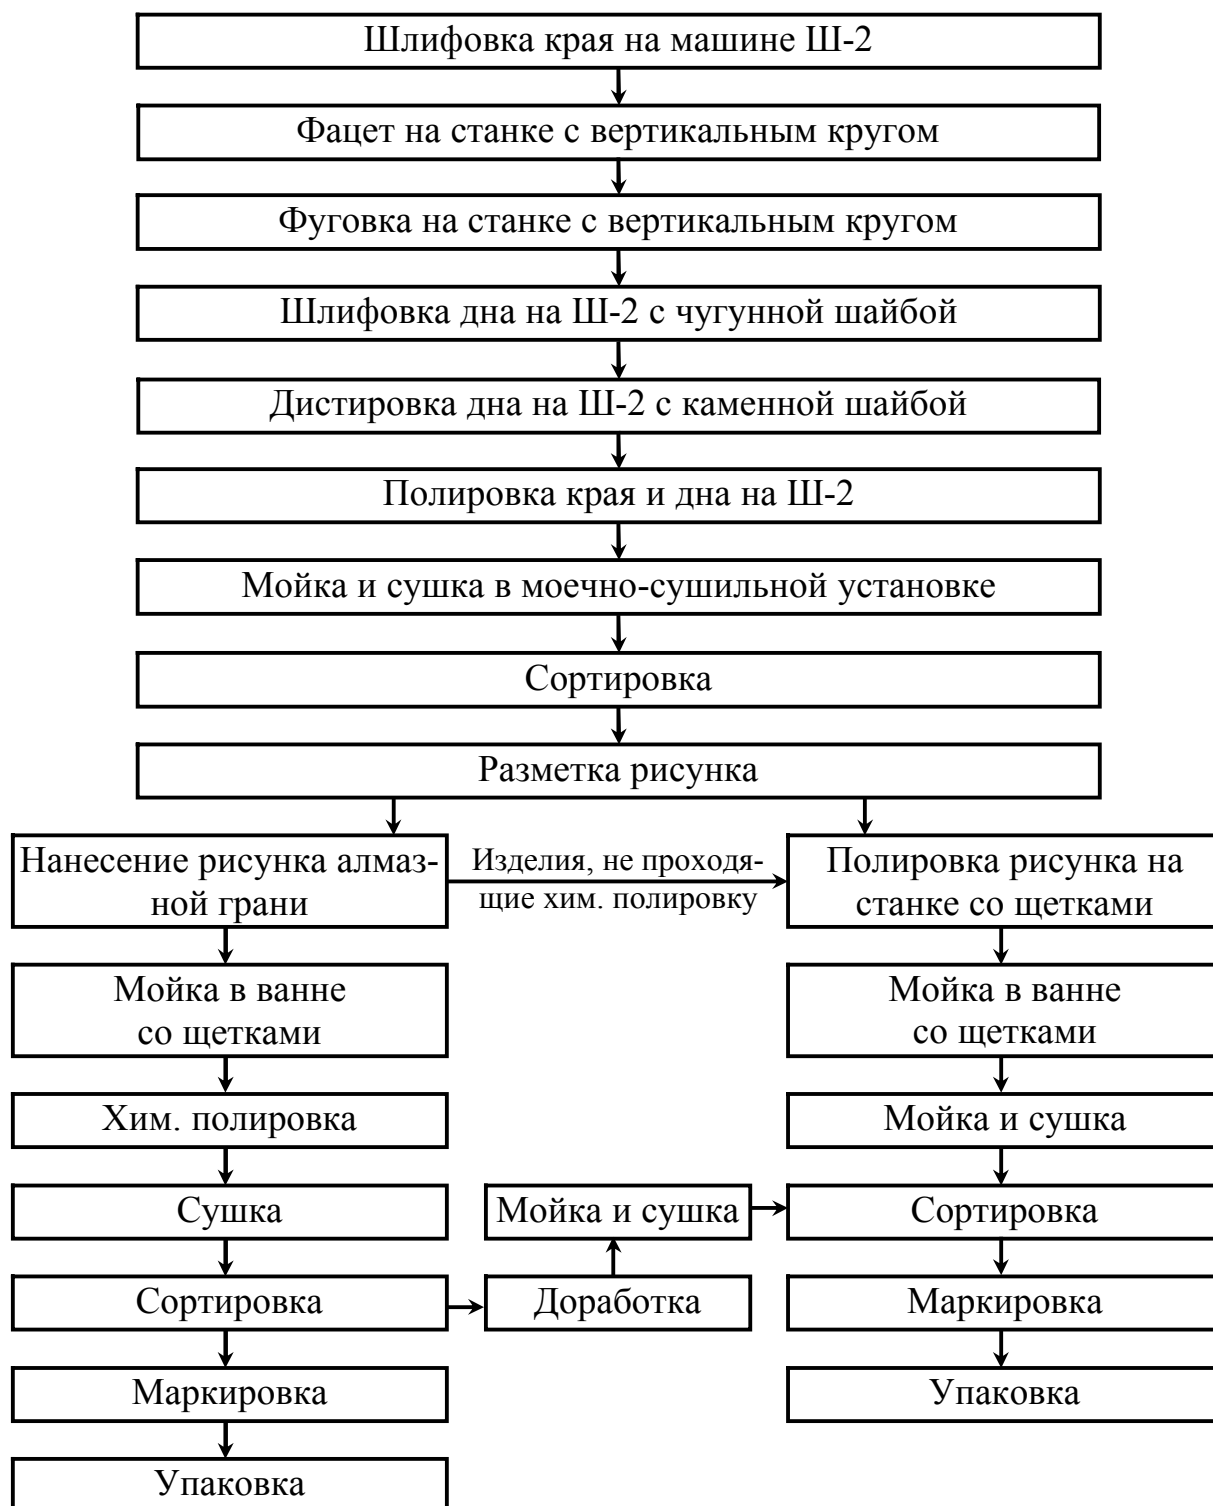 Шлифовка края на машине Ш-2
Фацет на станке с вертикальным кругом
Фуговка на станке с вертикальным кругом
Шлифовка дна на Ш-2 с чугунной шайбой
Дистировка дна на Ш-2 с каменной шайбой
Полировка края и дна на Ш-2
Мойка и сушка в моечно-сушильной установке
Сортировка
Разметка рисунка
Нанесение рисунка алмаз-
ной грани
Изделия, не проходя-
щие хим. полировку
Полировка рисунка на
станке со щетками
Мойка в ванне
со щетками
Мойка в ванне
со щетками
Хим. полировка
Мойка и сушка
Сушка
Мойка и сушка
Сортировка
Сортировка
Доработка
Маркировка
Маркировка
Упаковка
Упаковка